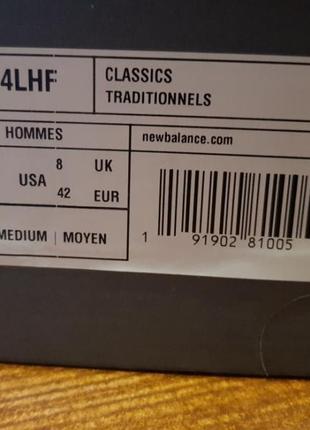 4LHF
CLASSICS
TRADITIONNELS
HOMMES
newbalance.com
USA
8 UK
42 EUR
MEDIUM | MOYEN
1 91902 81005